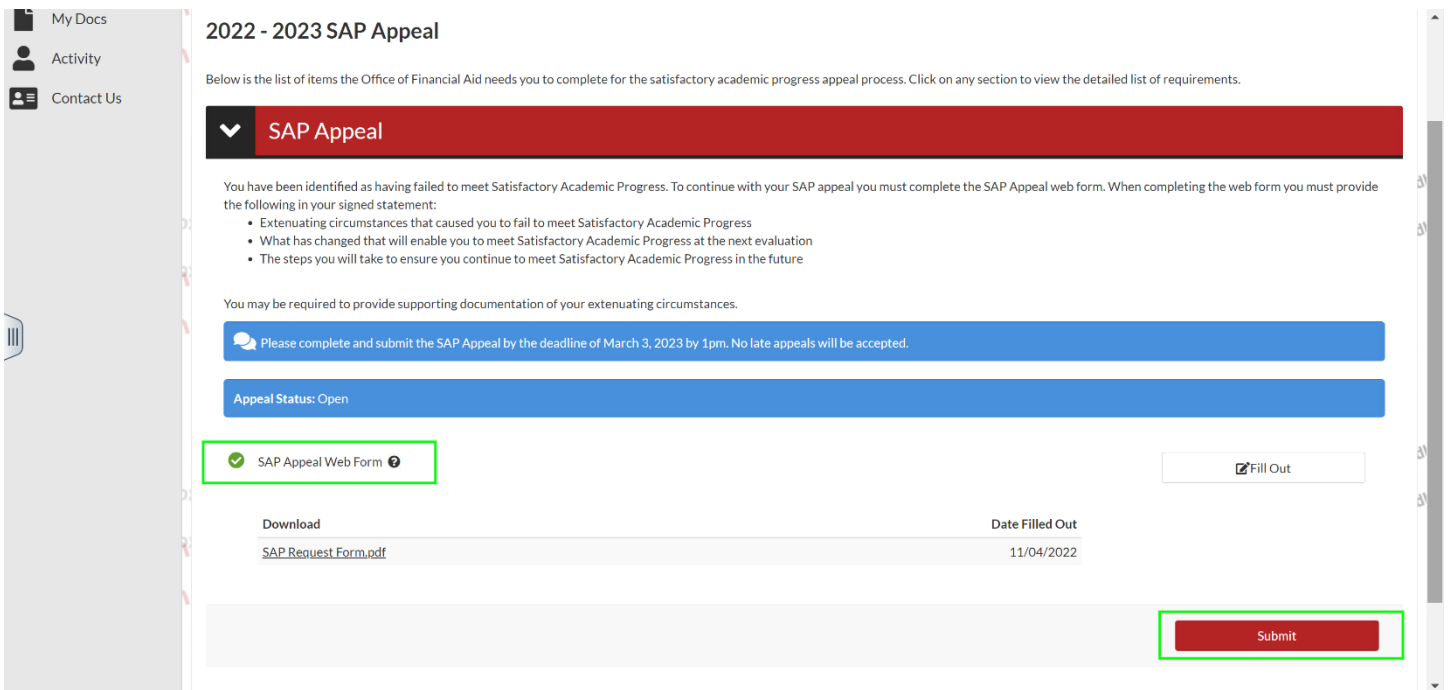 My Docs
Activity
Contact Us
2022 - 2023 SAP Appeal
Below is the list of items the Office of Financial Aid needs you to complete for the satisfactory academic progress appeal process. Click on any section to view the detailed list of requirements.
SAP Appeal
You have been identified as having failed to meet Satisfactory Academic Progress. To continue with your SAP appeal you must complete the SAP Appeal web form. When completing the web form you must provide
the following in your signed statement:
• Extenuating circumstances that caused you to fail to meet Satisfactory Academic Progress
• What has changed that will enable you to meet Satisfactory Academic Progress at the next evaluation
• The steps you will take to ensure you continue to meet Satisfactory Academic Progress in the future
You may be required to provide supporting documentation of your extenuating circumstances.
Please complete and submit the SAP Appeal by the deadline of March 3, 2023 by 1pm. No late appeals will be accepted.
Appeal Status: Open
SAP Appeal Web Form
Fill Out
Download Date Filled Out
SAP Request Form.pdf 11/04/2022
Submit